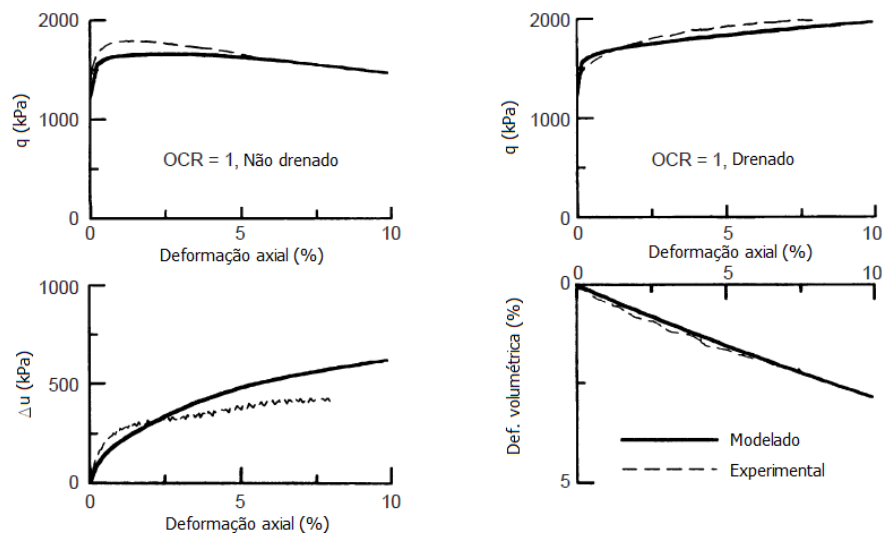 2000
1000
0
q (kPa)
OCR = 1, Não drenado
0 5 10
Deformação axial (%)
2000
1000
0
q (kPa)
OCR = 1, Drenado
0 5 10
Deformação axial (%)
1000
500
0
Δu (kPa)
0 5 10
Deformação axial (%)
0
5 10
5
Def. volumétrica (%)
Modelado
Experimental